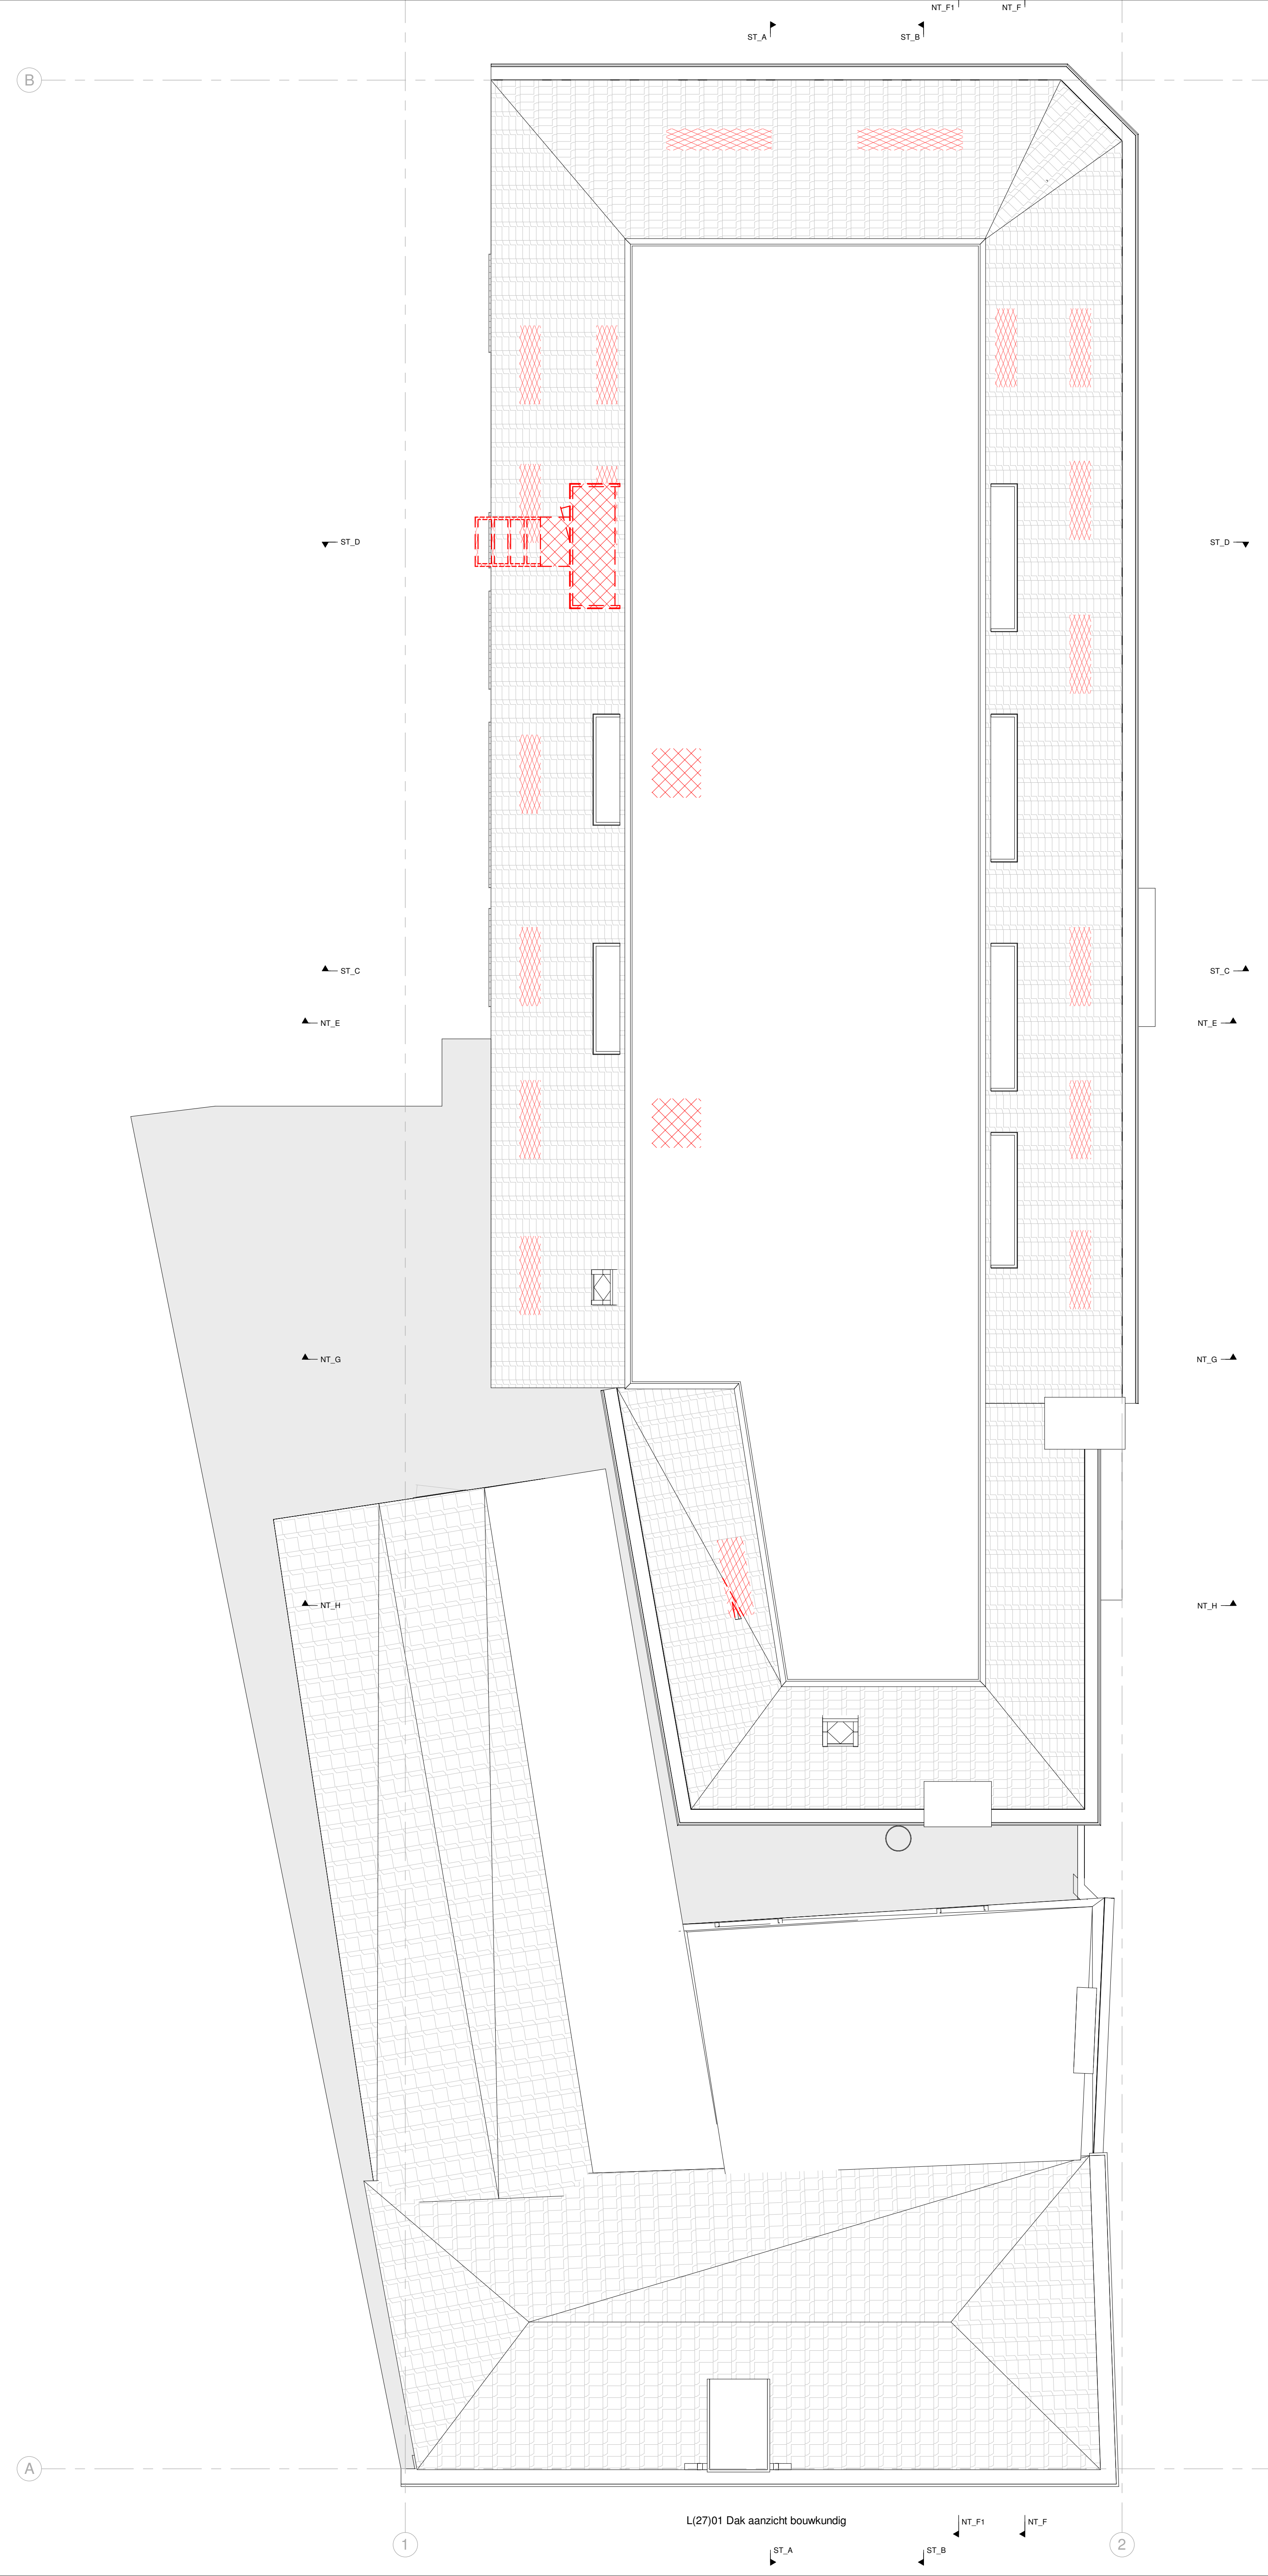 NT_F1 NT_F
ST_A ST_B
B
ST_D ST_D
ST_C ST_C
NT_E NT_E
NT_G NT_G
NT_H NT_H
A
L(27)01 Dak aanzicht bouwkundig
NT_F1 NT_F
1 2
ST_A ST_B